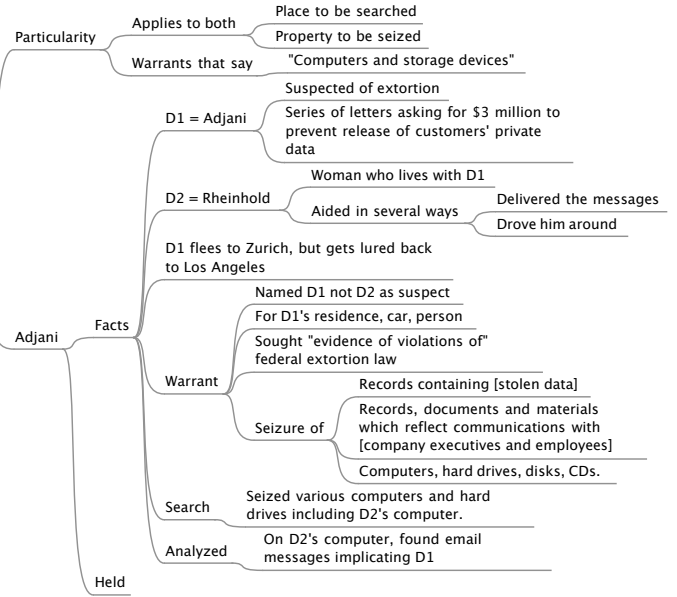 Particularity
Applies to both
Place to be searched
Property to be seized
Warrants that say
"Computers and storage devices"
Adjani
Facts
D1 = Adjani
Suspected of extortion
Series of letters asking for $3 million to
prevent release of customers' private
data
D2 = Rheinhold
Woman who lives with D1
Aided in several ways
Delivered the messages
Drove him around
D1 flees to Zurich, but gets lured back
to Los Angeles
Warrant
Named D1 not D2 as suspect
For D1's residence, car, person
Sought "evidence of violations of"
federal extortion law
Seizure of
Records containing [stolen data]
Records, documents and materials
which reflect communications with
[company executives and employees]
Computers, hard drives, disks, CDs.
Search
Seized various computers and hard
drives including D2's computer.
Analyzed
On D2's computer, found email
messages implicating D1
Held